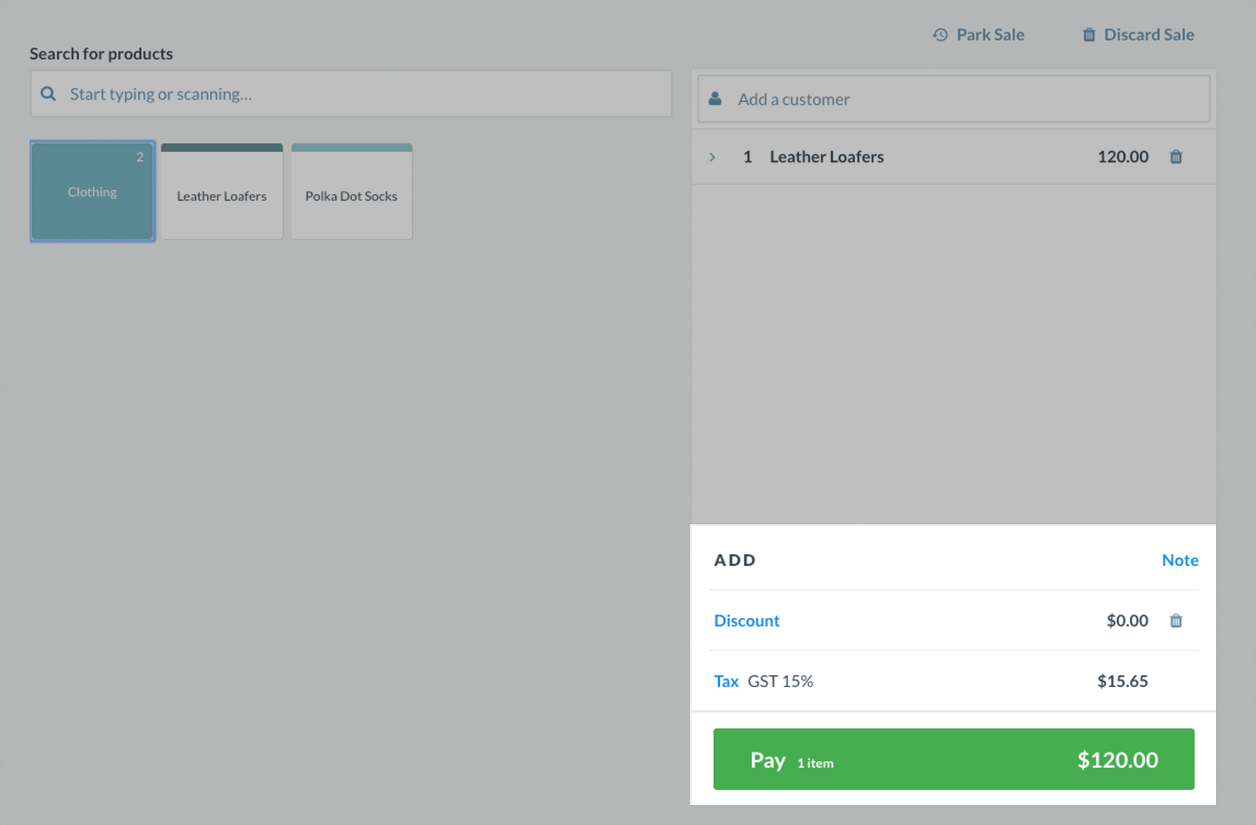 Park Sale Discard Sale
Search for products
Start typing or scanning...
Add a customer
2
Clothing
Leather Loafers
Polka Dot Socks
1 Leather Loafers 120.00
ADD Note
Discount $0.00
Tax GST 15% $15.65
Pay 1 item $120.00